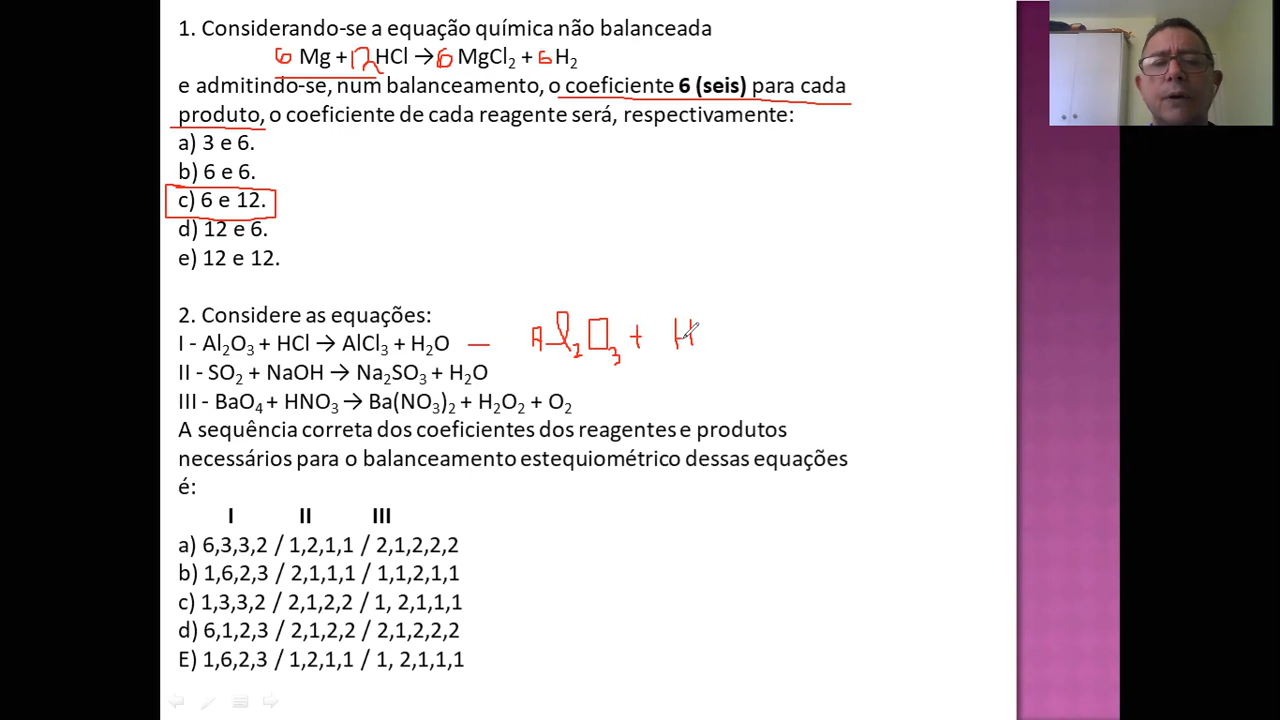 1. Considerando-se a equação química não balanceada
6 Mg + 12 HCl → 6 MgCl₂ + 6 H₂
e admitindo-se, num balanceamento, o coeficiente 6 (seis) para cada
produto, o coeficiente de cada reagente será, respectivamente:
a) 3 e 6.
b) 6 e 6.
c) 6 e 12.
d) 12 e 6.
e) 12 e 12.
2. Considere as equações:
I - Al₂O₃ + HCl → AlCl₃ + H₂O — Al₂O₃ + H
II - SO₂ + NaOH → Na₂SO₃ + H₂O
III - BaO₄ + HNO₃ → Ba(NO₃)₂ + H₂O₂ + O₂
A sequência correta dos coeficientes dos reagentes e produtos
necessários para o balanceamento estequiométrico dessas equações
é:
I II III
a) 6,3,3,2 / 1,2,1,1 / 2,1,2,2,2
b) 1,6,2,3 / 2,1,1,1 / 1,1,2,1,1
c) 1,3,3,2 / 2,1,2,2 / 1, 2,1,1,1
d) 6,1,2,3 / 2,1,2,2 / 2,1,2,2,2
E) 1,6,2,3 / 1,2,1,1 / 1, 2,1,1,1